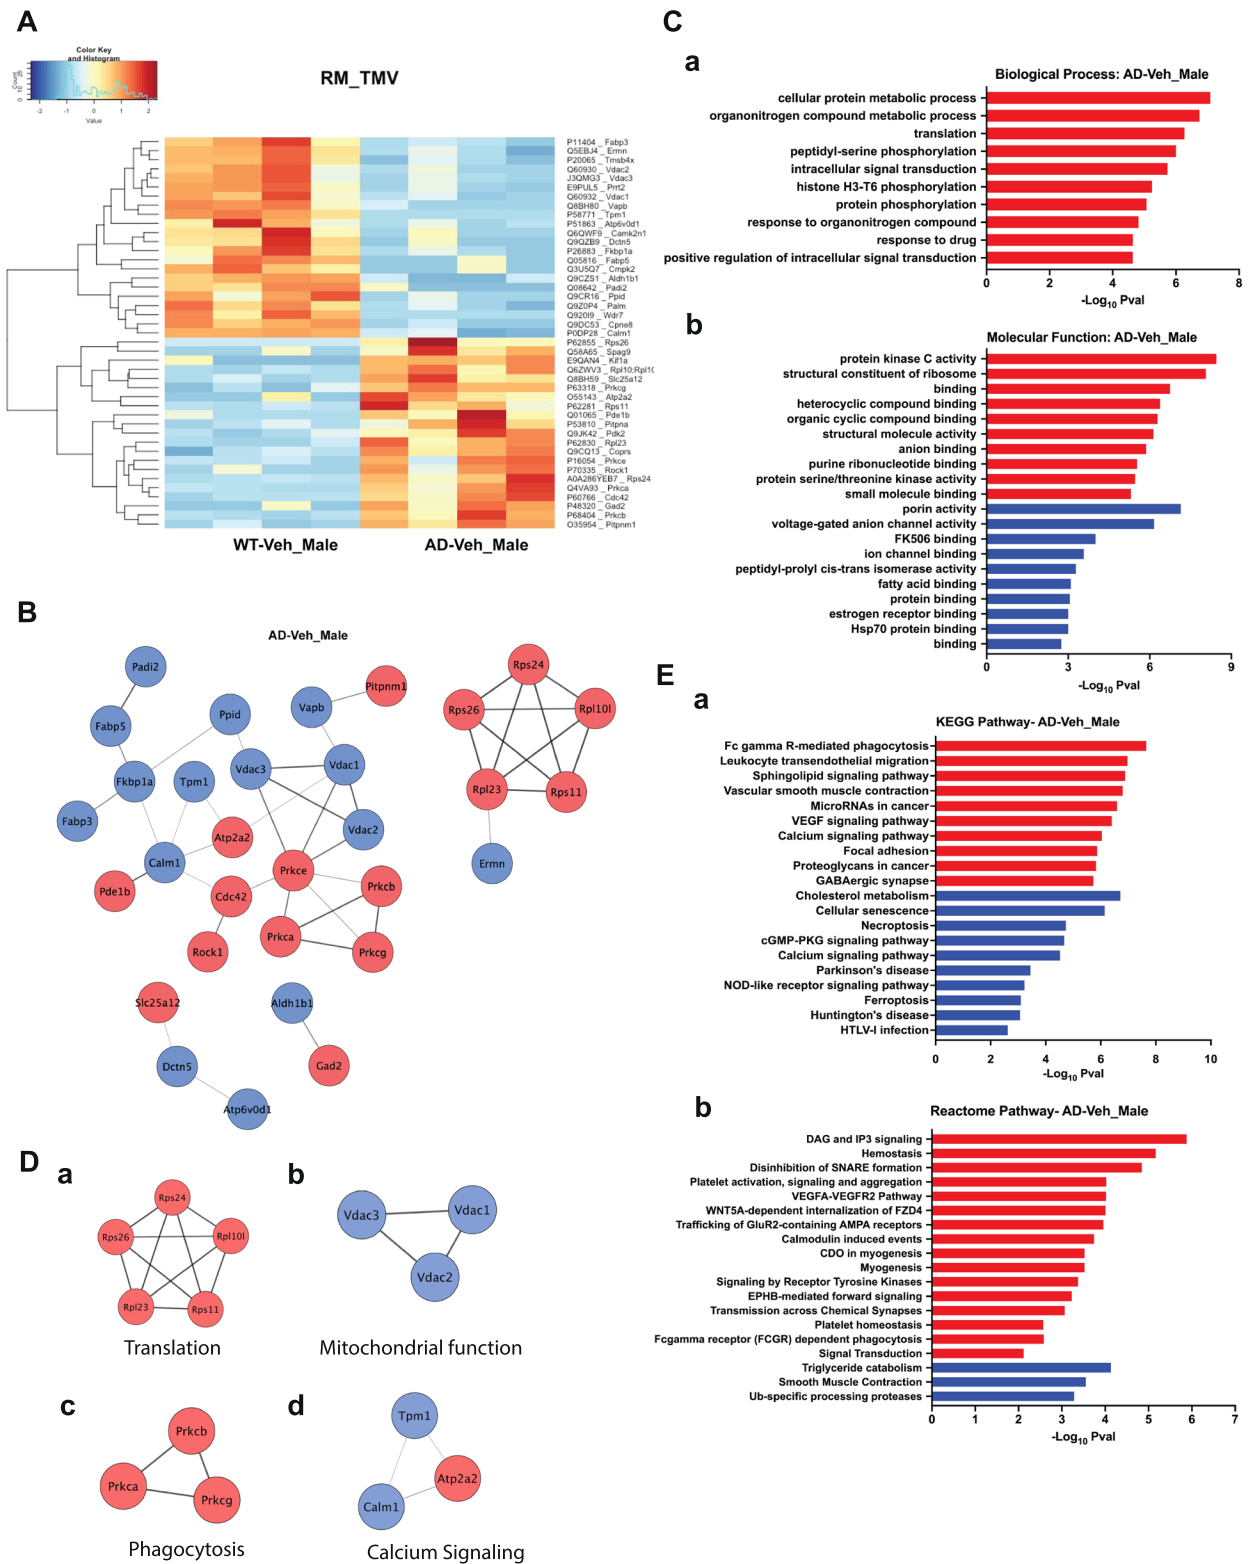 A
Color Key
and Histogram
Count
0 10 25
-2 -1 0 1 2
Value
RM_TMV
P11404 _ Fabp3
Q5EBJ4 _ Ermn
P20065 _ Tmsb4x
Q60930 _ Vdac2
J3QMG3 _ Vdac3
E9PUL5 _ Prrt2
Q60932 _ Vdac1
Q8BH80 _ Vapb
P58771 _ Tpm1
P51863 _ Atp6v0d1
Q6QWF9 _ Camk2n1
Q9QZB9 _ Dctn5
P26883 _ Fkbp1a
Q05816 _ Fabp5
Q3U5Q7 _ Cmpk2
Q9CZS1 _ Aldh1b1
Q08642 _ Padi2
Q9CR16 _ Ppid
Q9Z0P4 _ Palm
Q920I9 _ Wdr7
Q9DC53 _ Cpne8
P0DP28 _ Calm1
P62855 _ Rps26
Q58A65 _ Spag9
E9QAN4 _ Kif1a
Q6ZWV3 _ Rpl10;Rpl10
Q8BH59 _ Slc25a12
P63318 _ Prkcg
O55143 _ Atp2a2
P62281 _ Rps11
Q01065 _ Pde1b
P53810 _ Pitpna
Q9JK42 _ Pdk2
P62830 _ Rpl23
Q9CQ13 _ Coprs
P16054 _ Prkce
P70335 _ Rock1
A0A286YEB7 _ Rps24
Q4VA93 _ Prkca
P60766 _ Cdc42
P48320 _ Gad2
P68404 _ Prkcb
O35954 _ Pitpnm1
WT-Veh_Male
AD-Veh_Male
B
AD-Veh_Male
Padi2
Pitpnm1
Fabp5
Ppid
Vapb
Fkbp1a
Tpm1
Vdac3
Vdac1
Fabp3
Atp2a2
Vdac2
Calm1
Pde1b
Cdc42
Prkce
Prkcb
Rock1
Prkca
Prkcg
Rps24
Rps26
Rpl10l
Rpl23
Rps11
Ermn
Slc25a12
Aldh1b1
Dctn5
Gad2
Atp6v0d1
C
a
Biological Process: AD-Veh_Male
cellular protein metabolic process
organonitrogen compound metabolic process
translation
peptidyl-serine phosphorylation
intracellular signal transduction
histone H3-T6 phosphorylation
protein phosphorylation
response to organonitrogen compound
response to drug
positive regulation of intracellular signal transduction
0 2 4 6 8
-Log10 Pval
b
Molecular Function: AD-Veh_Male
protein kinase C activity
structural constituent of ribosome
binding
heterocyclic compound binding
organic cyclic compound binding
structural molecule activity
anion binding
purine ribonucleotide binding
protein serine/threonine kinase activity
small molecule binding
porin activity
voltage-gated anion channel activity
FK506 binding
ion channel binding
peptidyl-prolyl cis-trans isomerase activity
fatty acid binding
protein binding
estrogen receptor binding
Hsp70 protein binding
binding
0 3 6 9
-Log10 Pval
D
a
Rps24
Rps26
Rpl10l
Rpl23
Rps11
Translation
b
Vdac3
Vdac1
Vdac2
Mitochondrial function
c
Prkcb
Prkca
Prkcg
Phagocytosis
d
Tpm1
Atp2a2
Calm1
Calcium Signaling
E
a
KEGG Pathway- AD-Veh_Male
Fc gamma R-mediated phagocytosis
Leukocyte transendothelial migration
Sphingolipid signaling pathway
Vascular smooth muscle contraction
MicroRNAs in cancer
VEGF signaling pathway
Calcium signaling pathway
Focal adhesion
Proteoglycans in cancer
GABAergic synapse
Cholesterol metabolism
Cellular senescence
Necroptosis
cGMP-PKG signaling pathway
Calcium signaling pathway
Parkinson's disease
NOD-like receptor signaling pathway
Ferroptosis
Huntington's disease
HTLV-I infection
0 2 4 6 8 10
-Log10 Pval
b
Reactome Pathway- AD-Veh_Male
DAG and IP3 signaling
Hemostasis
Disinhibition of SNARE formation
Platelet activation, signaling and aggregation
VEGFA-VEGFR2 Pathway
WNT5A-dependent internalization of FZD4
Trafficking of GluR2-containing AMPA receptors
Calmodulin induced events
CDO in myogenesis
Myogenesis
Signaling by Receptor Tyrosine Kinases
EPHB-mediated forward signaling
Transmission across Chemical Synapses
Platelet homeostasis
Fcgamma receptor (FCGR) dependent phagocytosis
Signal Transduction
Triglyceride catabolism
Smooth Muscle Contraction
Ub-specific processing proteases
0 1 2 3 4 5 6 7
-Log10 Pval